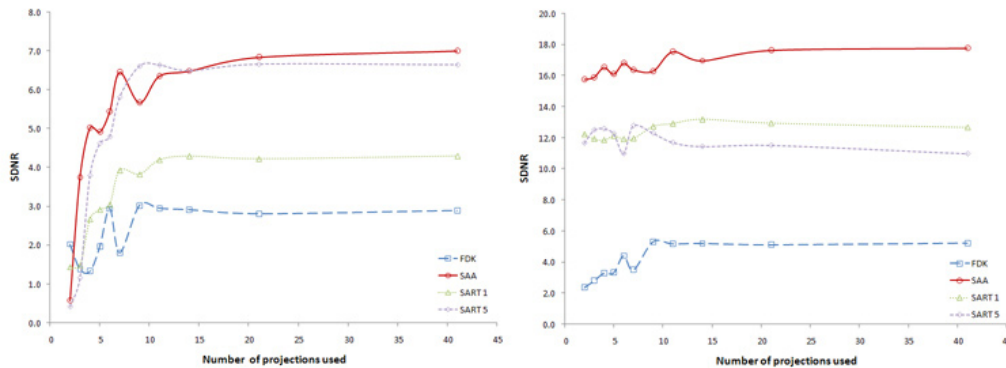 8.0
7.0
6.0
5.0
4.0
3.0
2.0
1.0
0.0
SDNR
0 5 10 15 20 25 30 35 40 45
Number of projections used
FDK
SAA
SART 1
SART 5
20.0
18.0
16.0
14.0
12.0
10.0
8.0
6.0
4.0
2.0
0.0
SDNR
0 5 10 15 20 25 30 35 40 45
Number of projections used
FDK
SAA
SART 1
SART 5